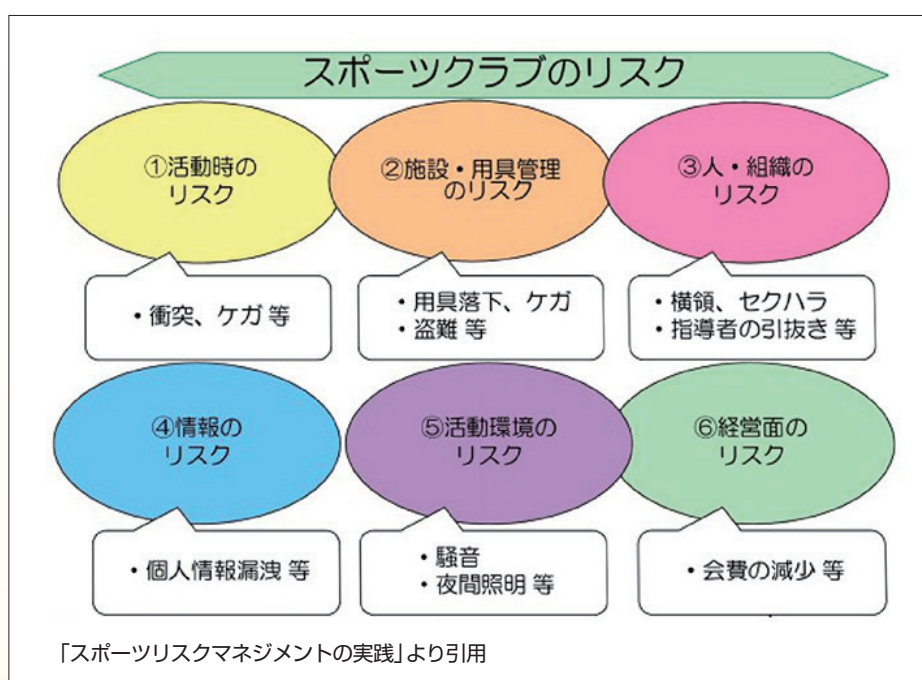 スポーツクラブのリスク
①活動時の
リスク
②施設・用具管理
のリスク
③人・組織の
リスク
・衝突、ケガ 等
・用具落下、ケガ
・盗難 等
・横領、セクハラ
・指導者の引抜き 等
④情報の
リスク
⑤活動環境の
リスク
⑥経営面の
リスク
・個人情報漏洩 等
・騒音
・夜間照明 等
・会費の減少 等
「スポーツリスクマネジメントの実践」より引用